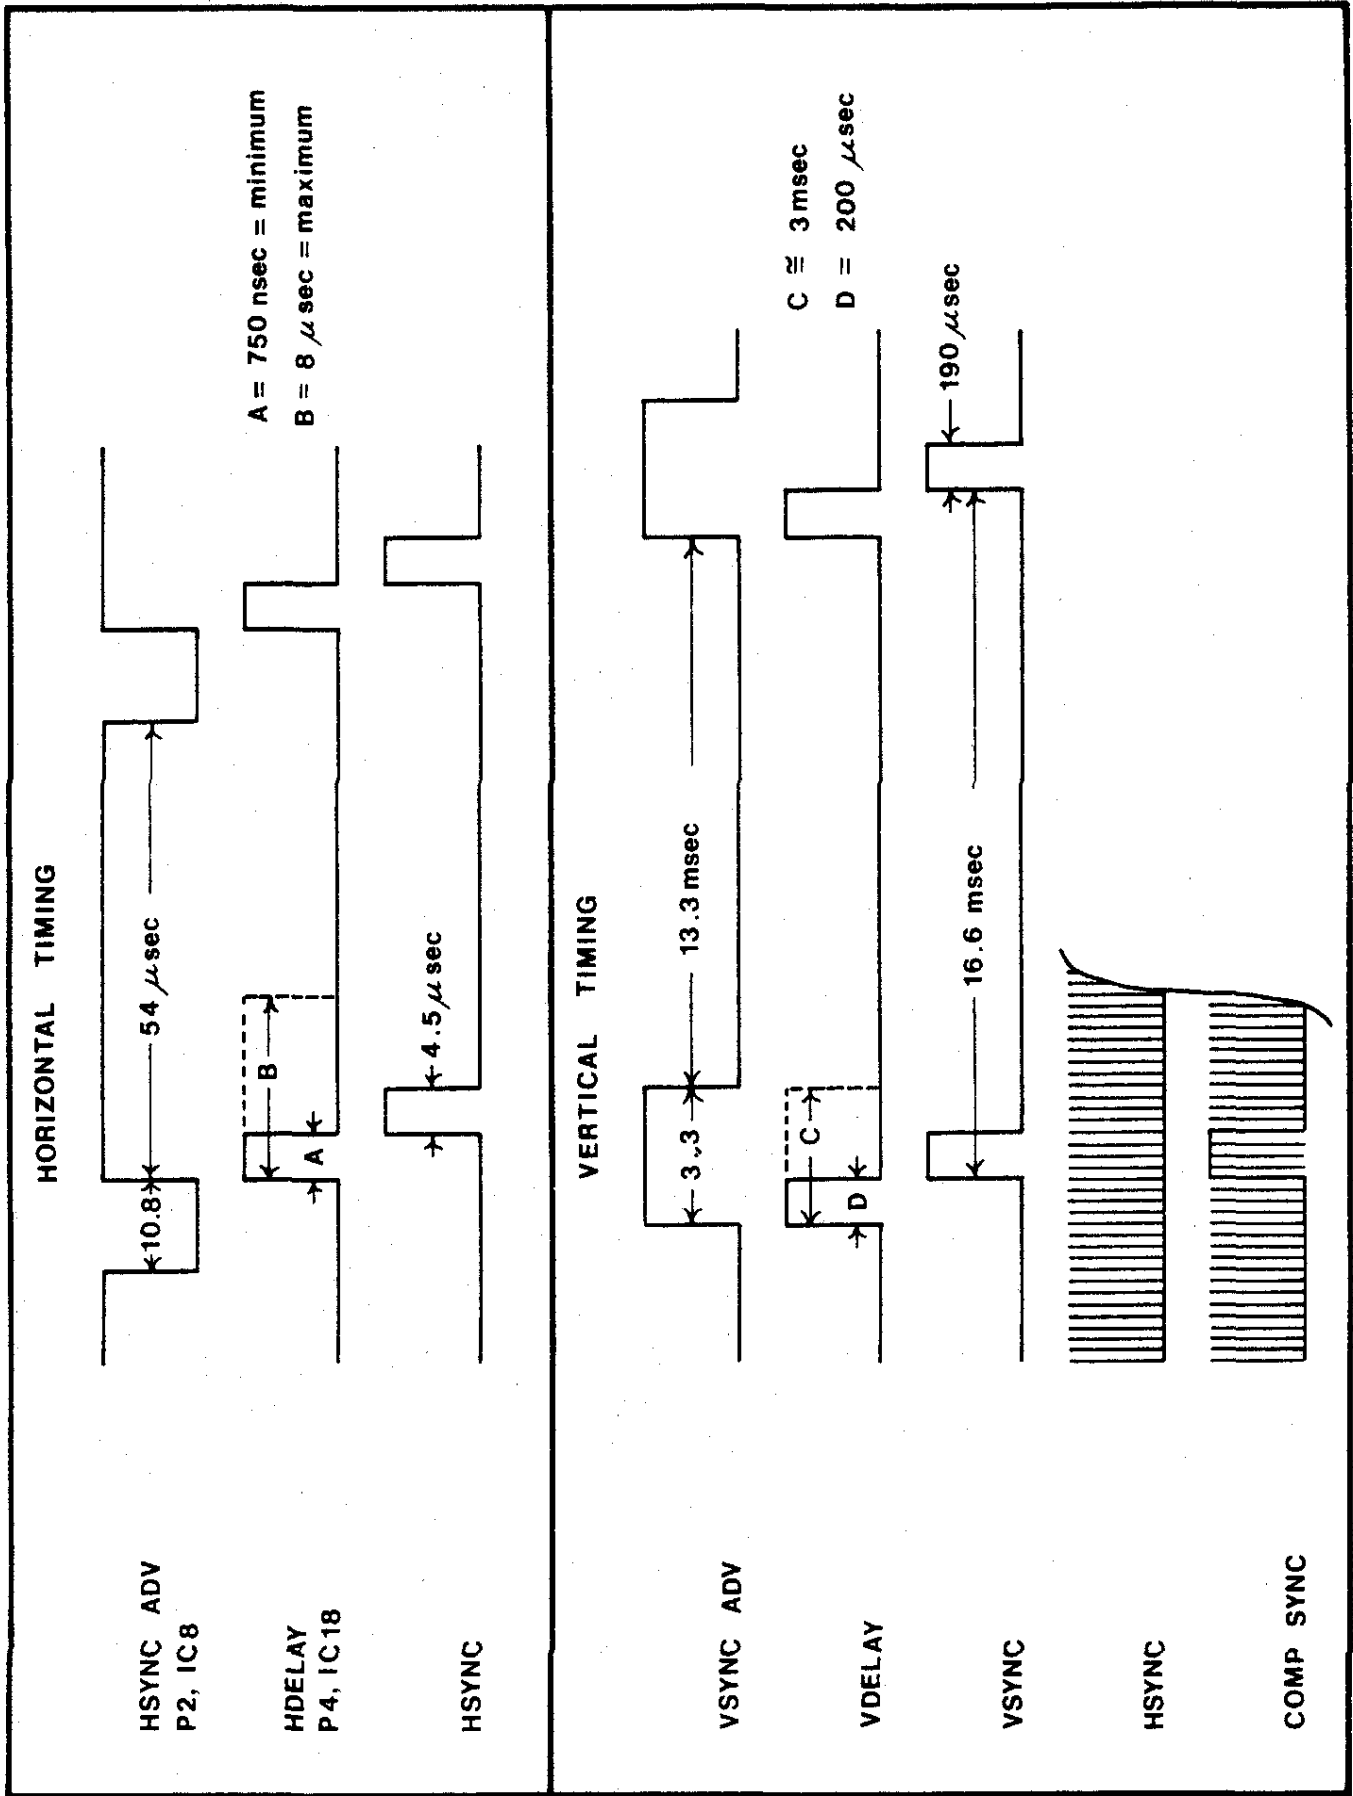 HORIZONTAL TIMING
HSYNC ADV
P2, IC8
10.8
54 μsec
HDELAY
P4, IC18
A
B
A = 750 nsec = minimum
B = 8 μsec = maximum
HSYNC
4.5 μsec
VERTICAL TIMING
VSYNC ADV
3.3
13.3 msec
VDELAY
D
C
C ≅ 3 msec
D = 200 μsec
VSYNC
16.6 msec
190 μsec
HSYNC
COMP SYNC